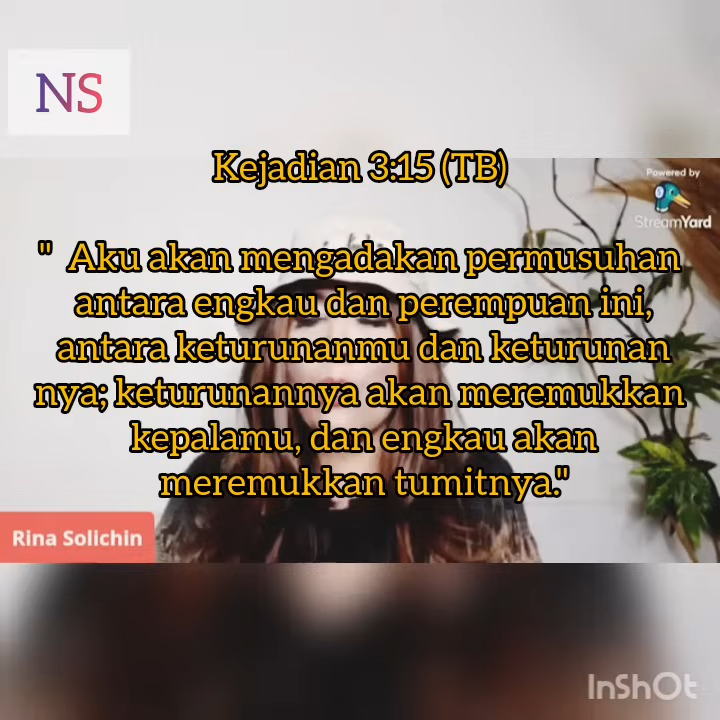 NS
Kejadian 3:15 (TB)
Powered by
StreamYard
" Aku akan mengadakan permusuhan
antara engkau dan perempuan ini,
antara keturunanmu dan keturunan
nya; keturunannya akan meremukkan
kepalamu, dan engkau akan
meremukkan tumitnya."
Rina Solichin
InShOt